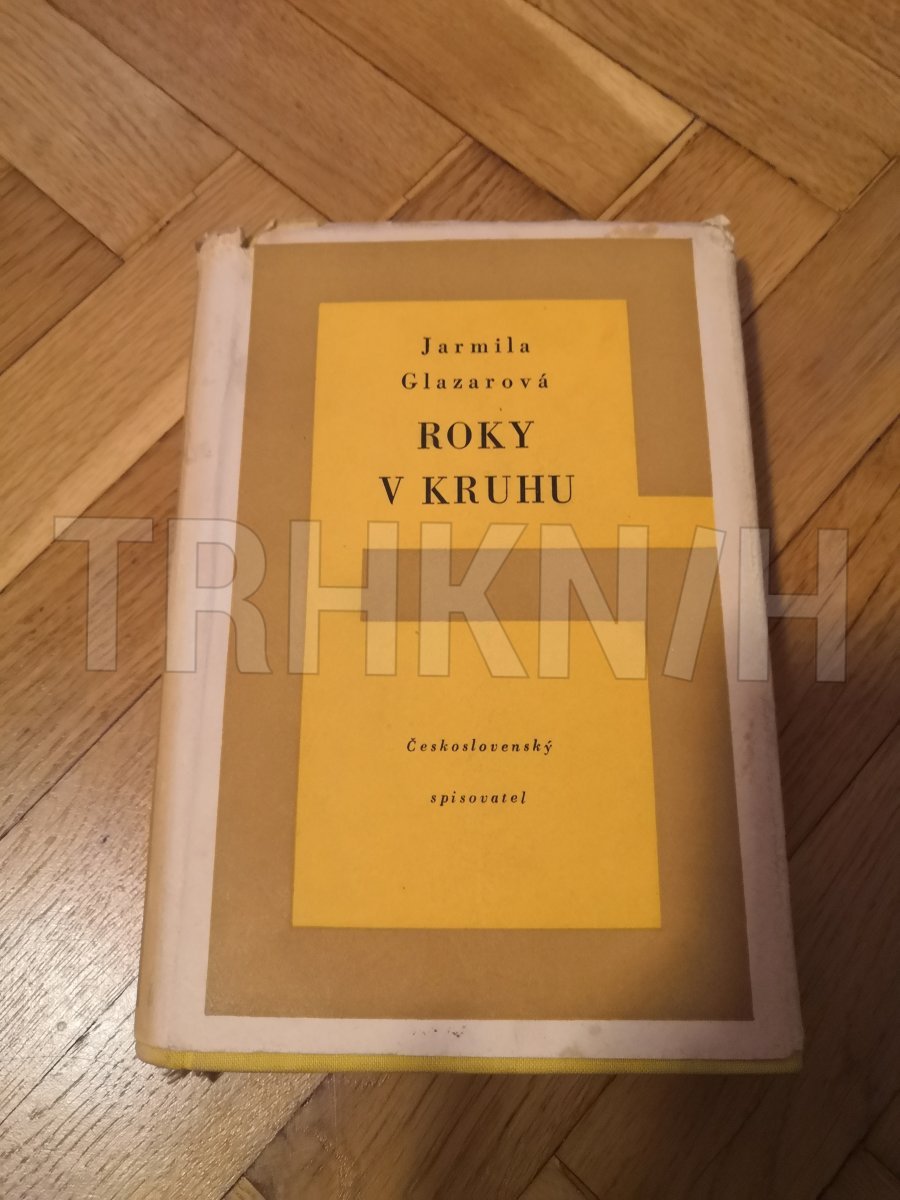 Jarmila
Glazarová
ROKY
V KRUHU
TRHKNIH
Československý
spisovatel